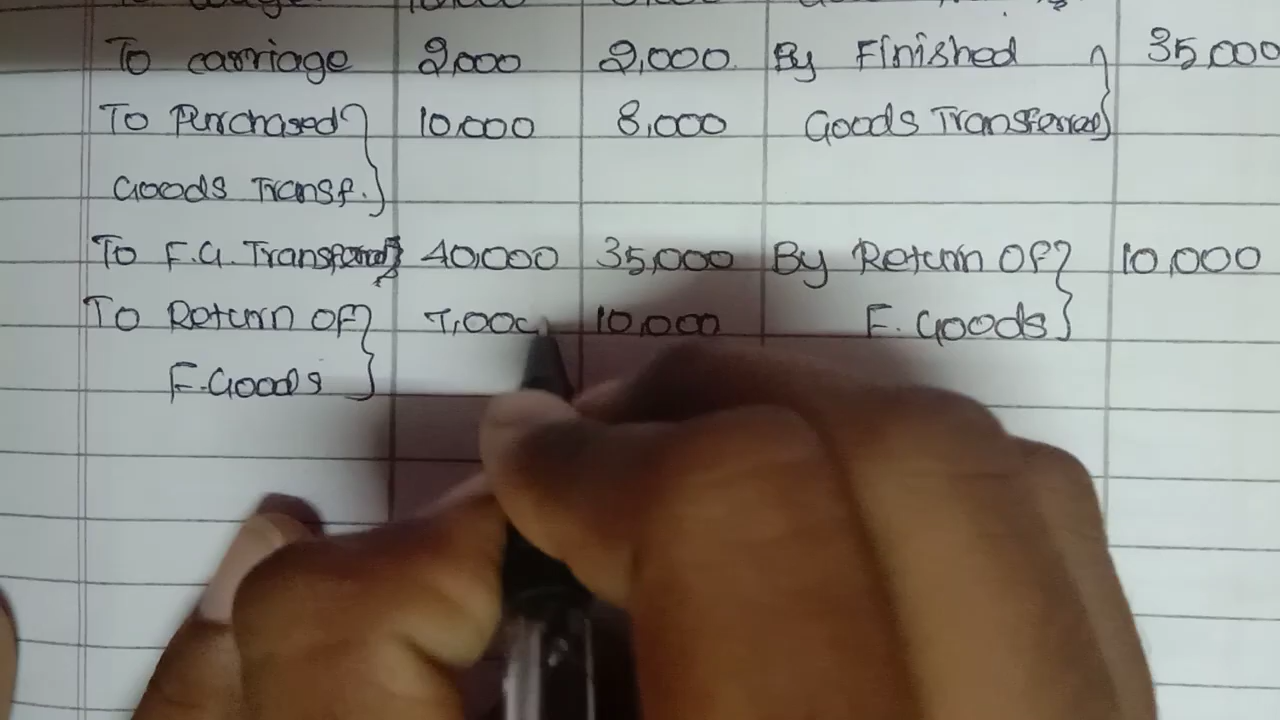 To carriage 2,000 2,000 By Finished 35,000
To Purchased 10,000 8,000 Goods Transferred
Goods Transf.
To F.G. Transferred 40,000 35,000 By Return Of 10,000
To Return OF 7,000 10,000 F. Goods
F.Goods